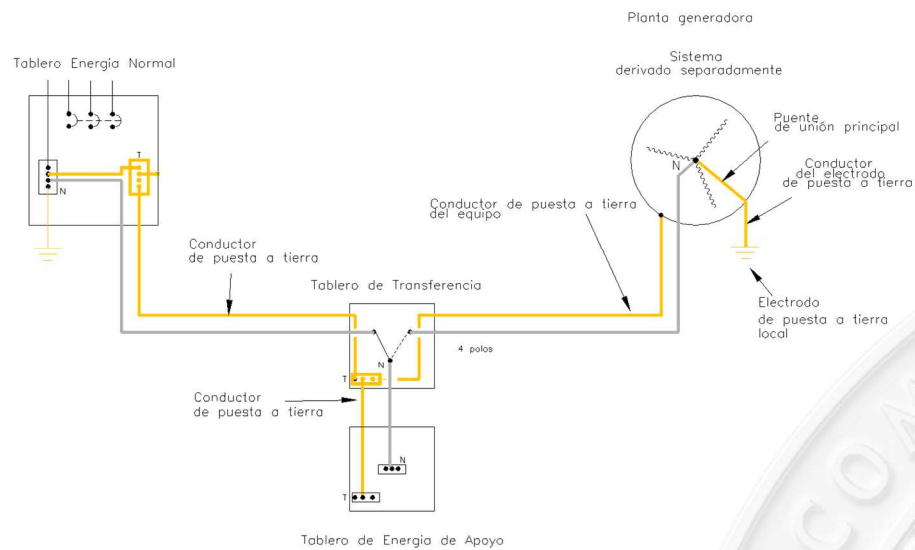 Planta generadora
Tablero Energia Normal
Sistema
derivado separadamente
Puente
de unión principal
T
N
N
Conductor
del electrodo
de puesta a tierra
Conductor de puesta a tierra
del equipo
Conductor
de puesta a tierra
Tablero de Transferencia
Electrodo
de puesta a tierra
local
4 polos
N
T
Conductor
de puesta a tierra
N
T
Tablero de Energia de Apoyo
COM